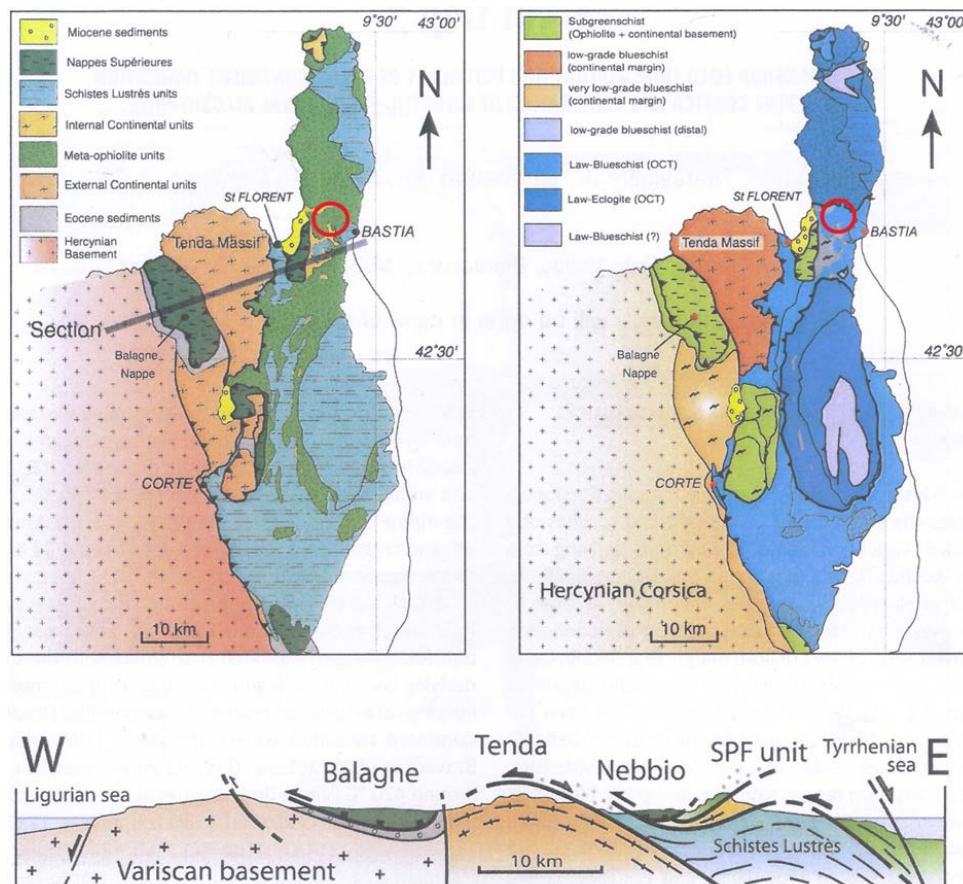 9°30' 43°00'
Miocene sediments
Nappes Supérieures
Schistes Lustrés units
Internal Continental units
Meta-ophiolite units
External Continental units
Eocene sediments
Hercynian
Basement
N
St FLORENT
BASTIA
Tenda Massif
Section
Balagne
Nappe
42°30'
CORTE
10 km
9°30' 43°00'
Subgreenschist
(Ophiolite + continental basement)
low-grade blueschist
(continental margin)
very low-grade blueschist
(continental margin)
low-grade blueschist (distal)
Law-Blueschist (OCT)
Law-Eclogite (OCT)
Law-Blueschist (?)
N
St FLORENT
BASTIA
Tenda Massif
Balagne
Nappe
42°30'
CORTE
Hercynian Corsica
10 km
W
E
Ligurian sea
Balagne
Tenda
Nebbio
SPF unit
Tyrrhenian
sea
Schistes Lustrès
Variscan basement
10 km